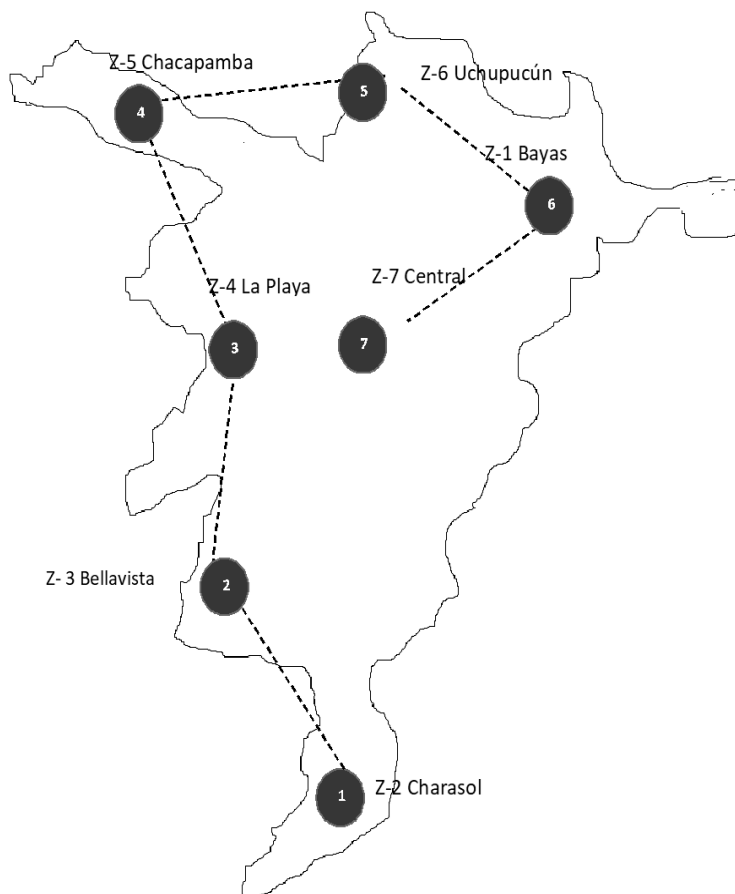 Z-5 Chacapamba
Z-6 Uchupucún
5
4
Z-1 Bayas
6
Z-7 Central
Z-4 La Playa
3
7
Z- 3 Bellavista
2
Z-2 Charasol
1